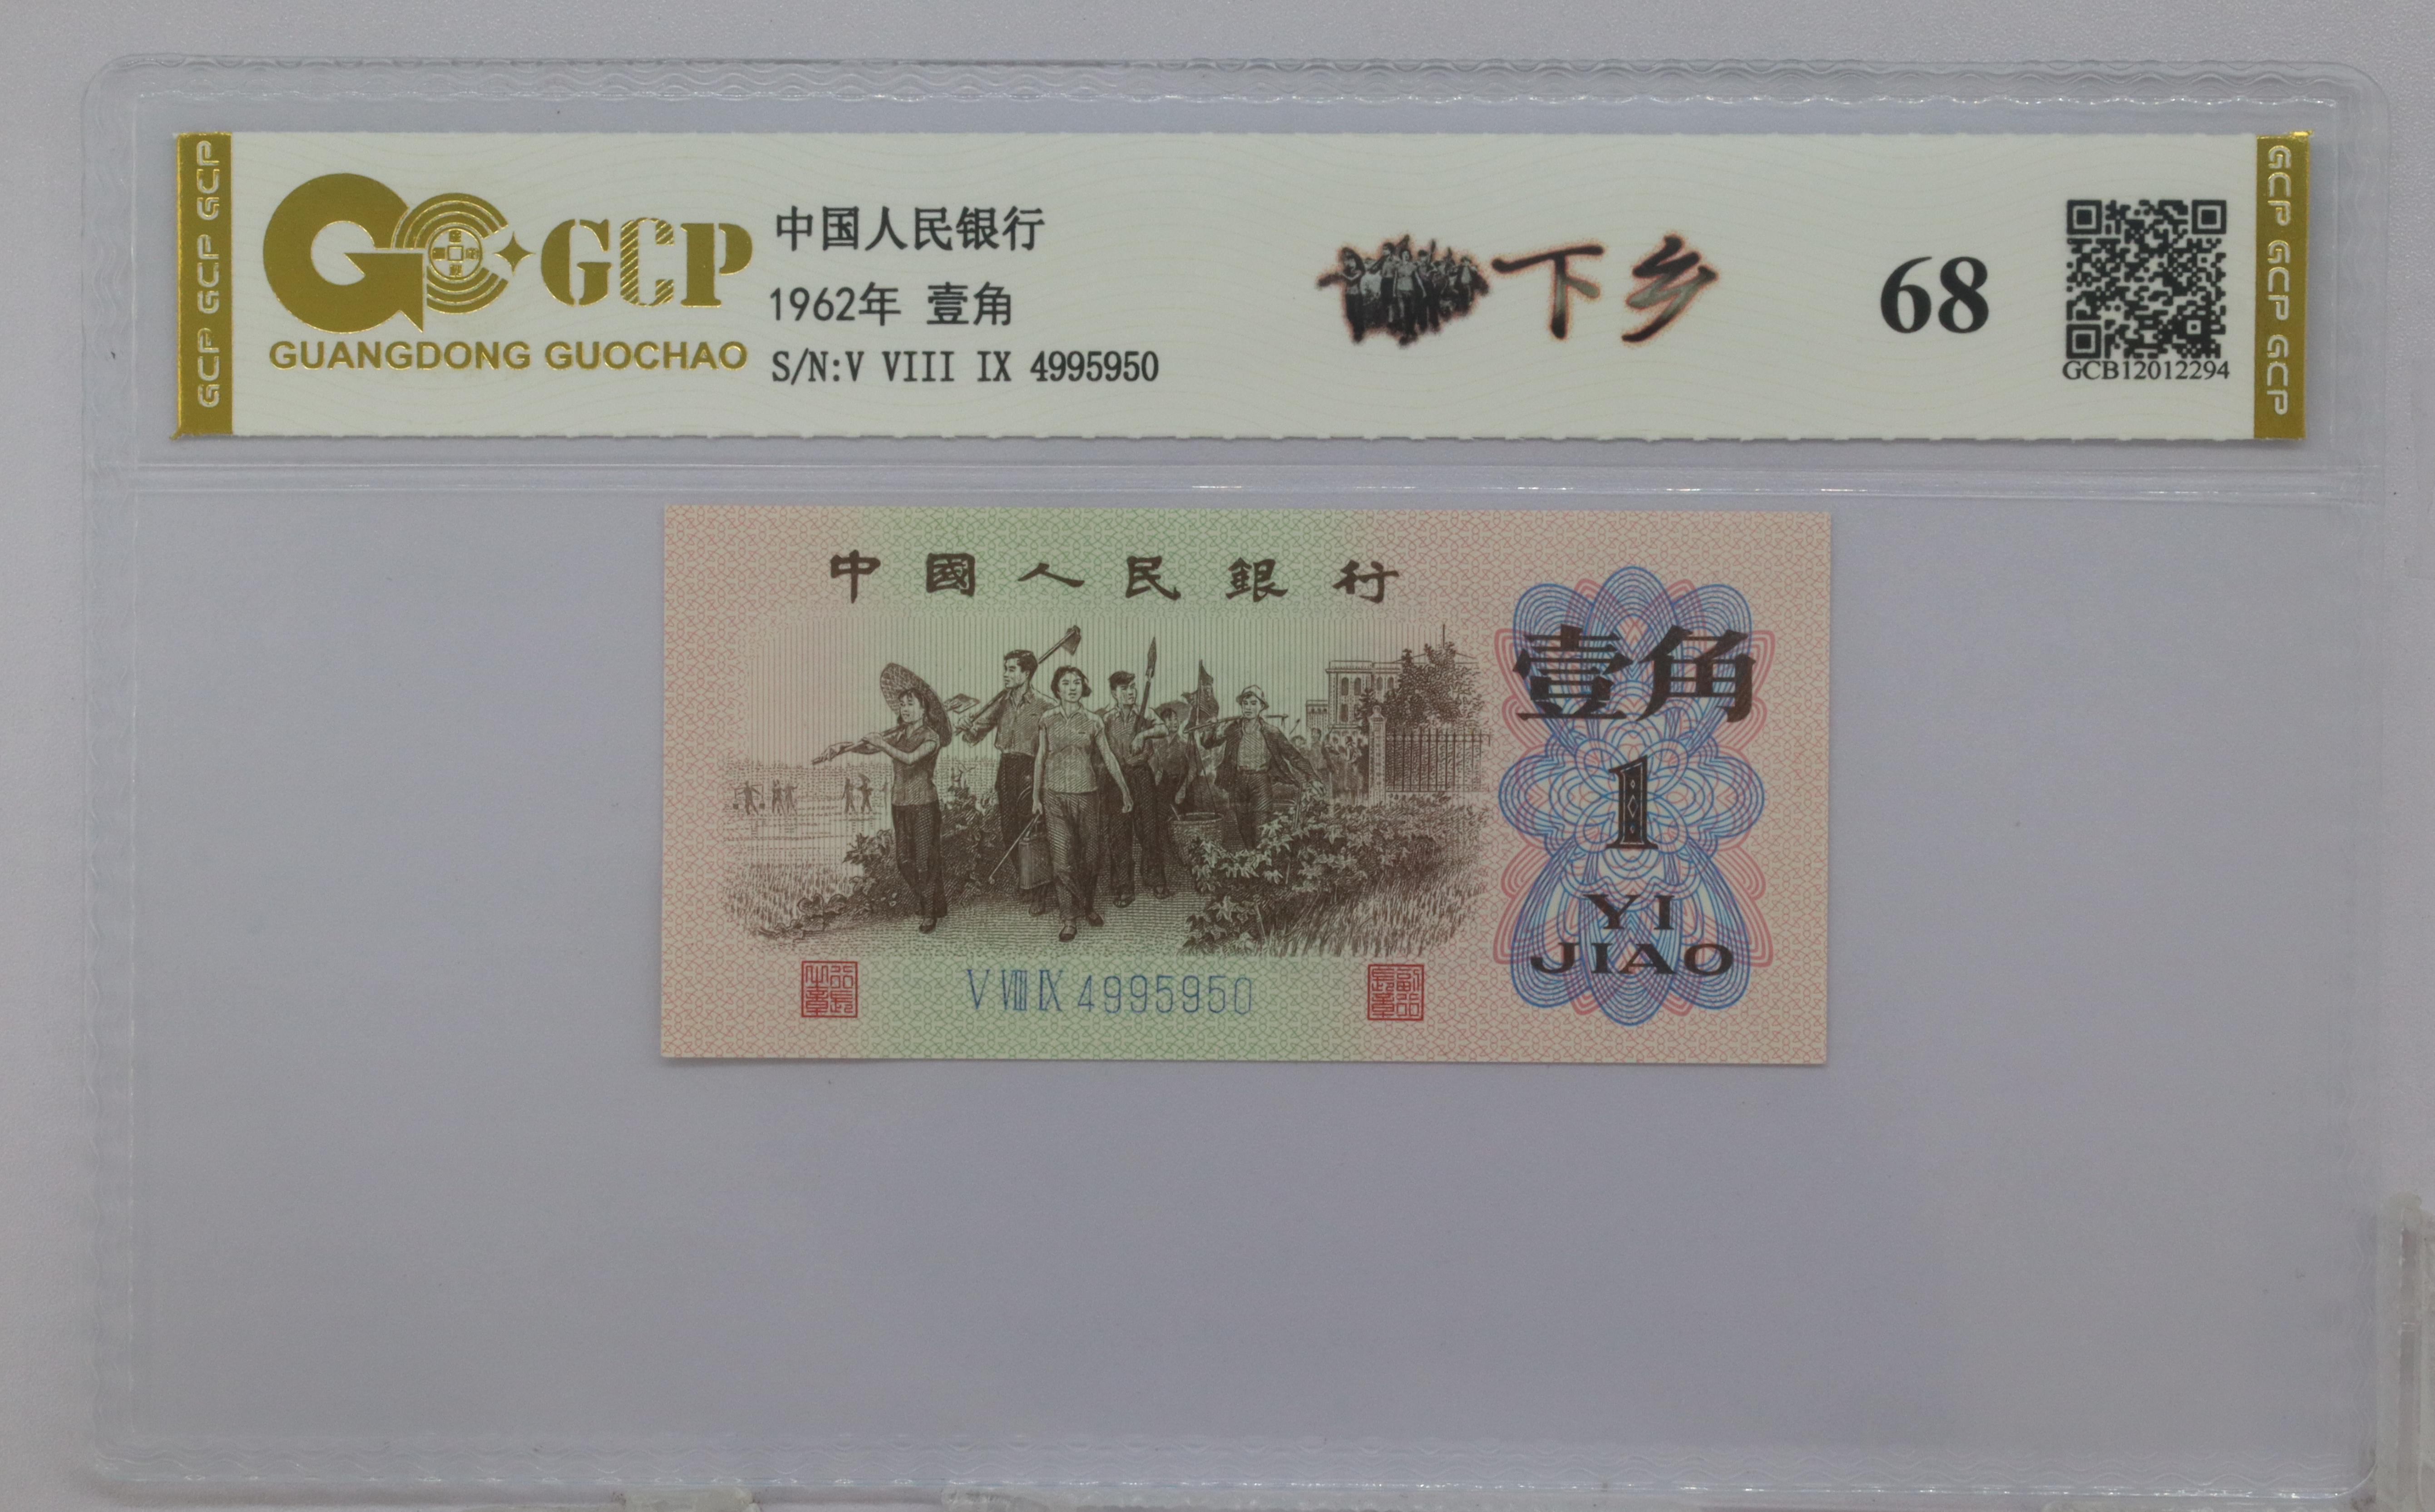 GCP GCP GCP
GCP
GUANGDONG GUOCHAO
中国人民银行
1962年 壹角
S/N:V VIII IX 4995950
下乡
68
GCB12012294
GCP GCP GCP
中國人民銀行
壹角
1
YI
JIAO
V VIII IX 4995950